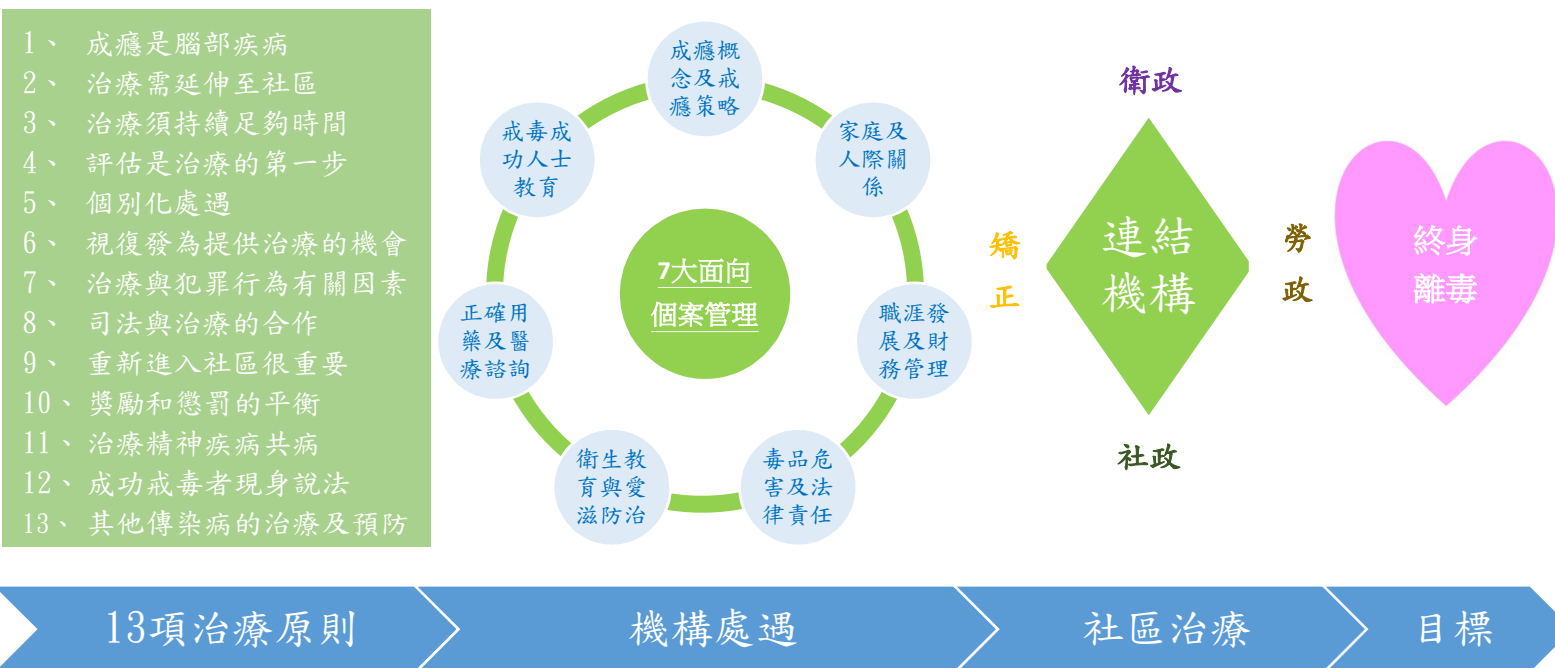 1、 成癮是腦部疾病
2、 治療需延伸至社區
3、 治療須持續足夠時間
4、 評估是治療的第一步
5、 個別化處遇
6、 視復發為提供治療的機會
7、 治療與犯罪行為有關因素
8、 司法與治療的合作
9、 重新進入社區很重要
10、 獎勵和懲罰的平衡
11、 治療精神疾病共病
12、 成功戒毒者現身說法
13、 其他傳染病的治療及預防
成癮概
念及戒
癮策略
家庭及
人際關
係
職涯發
展及財
務管理
毒品危
害及法
律責任
衛生教
育與愛
滋防治
正確用
藥及醫
療諮詢
戒毒成
功人士
教育
7大面向
個案管理
衛政
矯
正
連結
機構
勞
政
社政
終身
離毒
13項治療原則
機構處遇
社區治療
目標